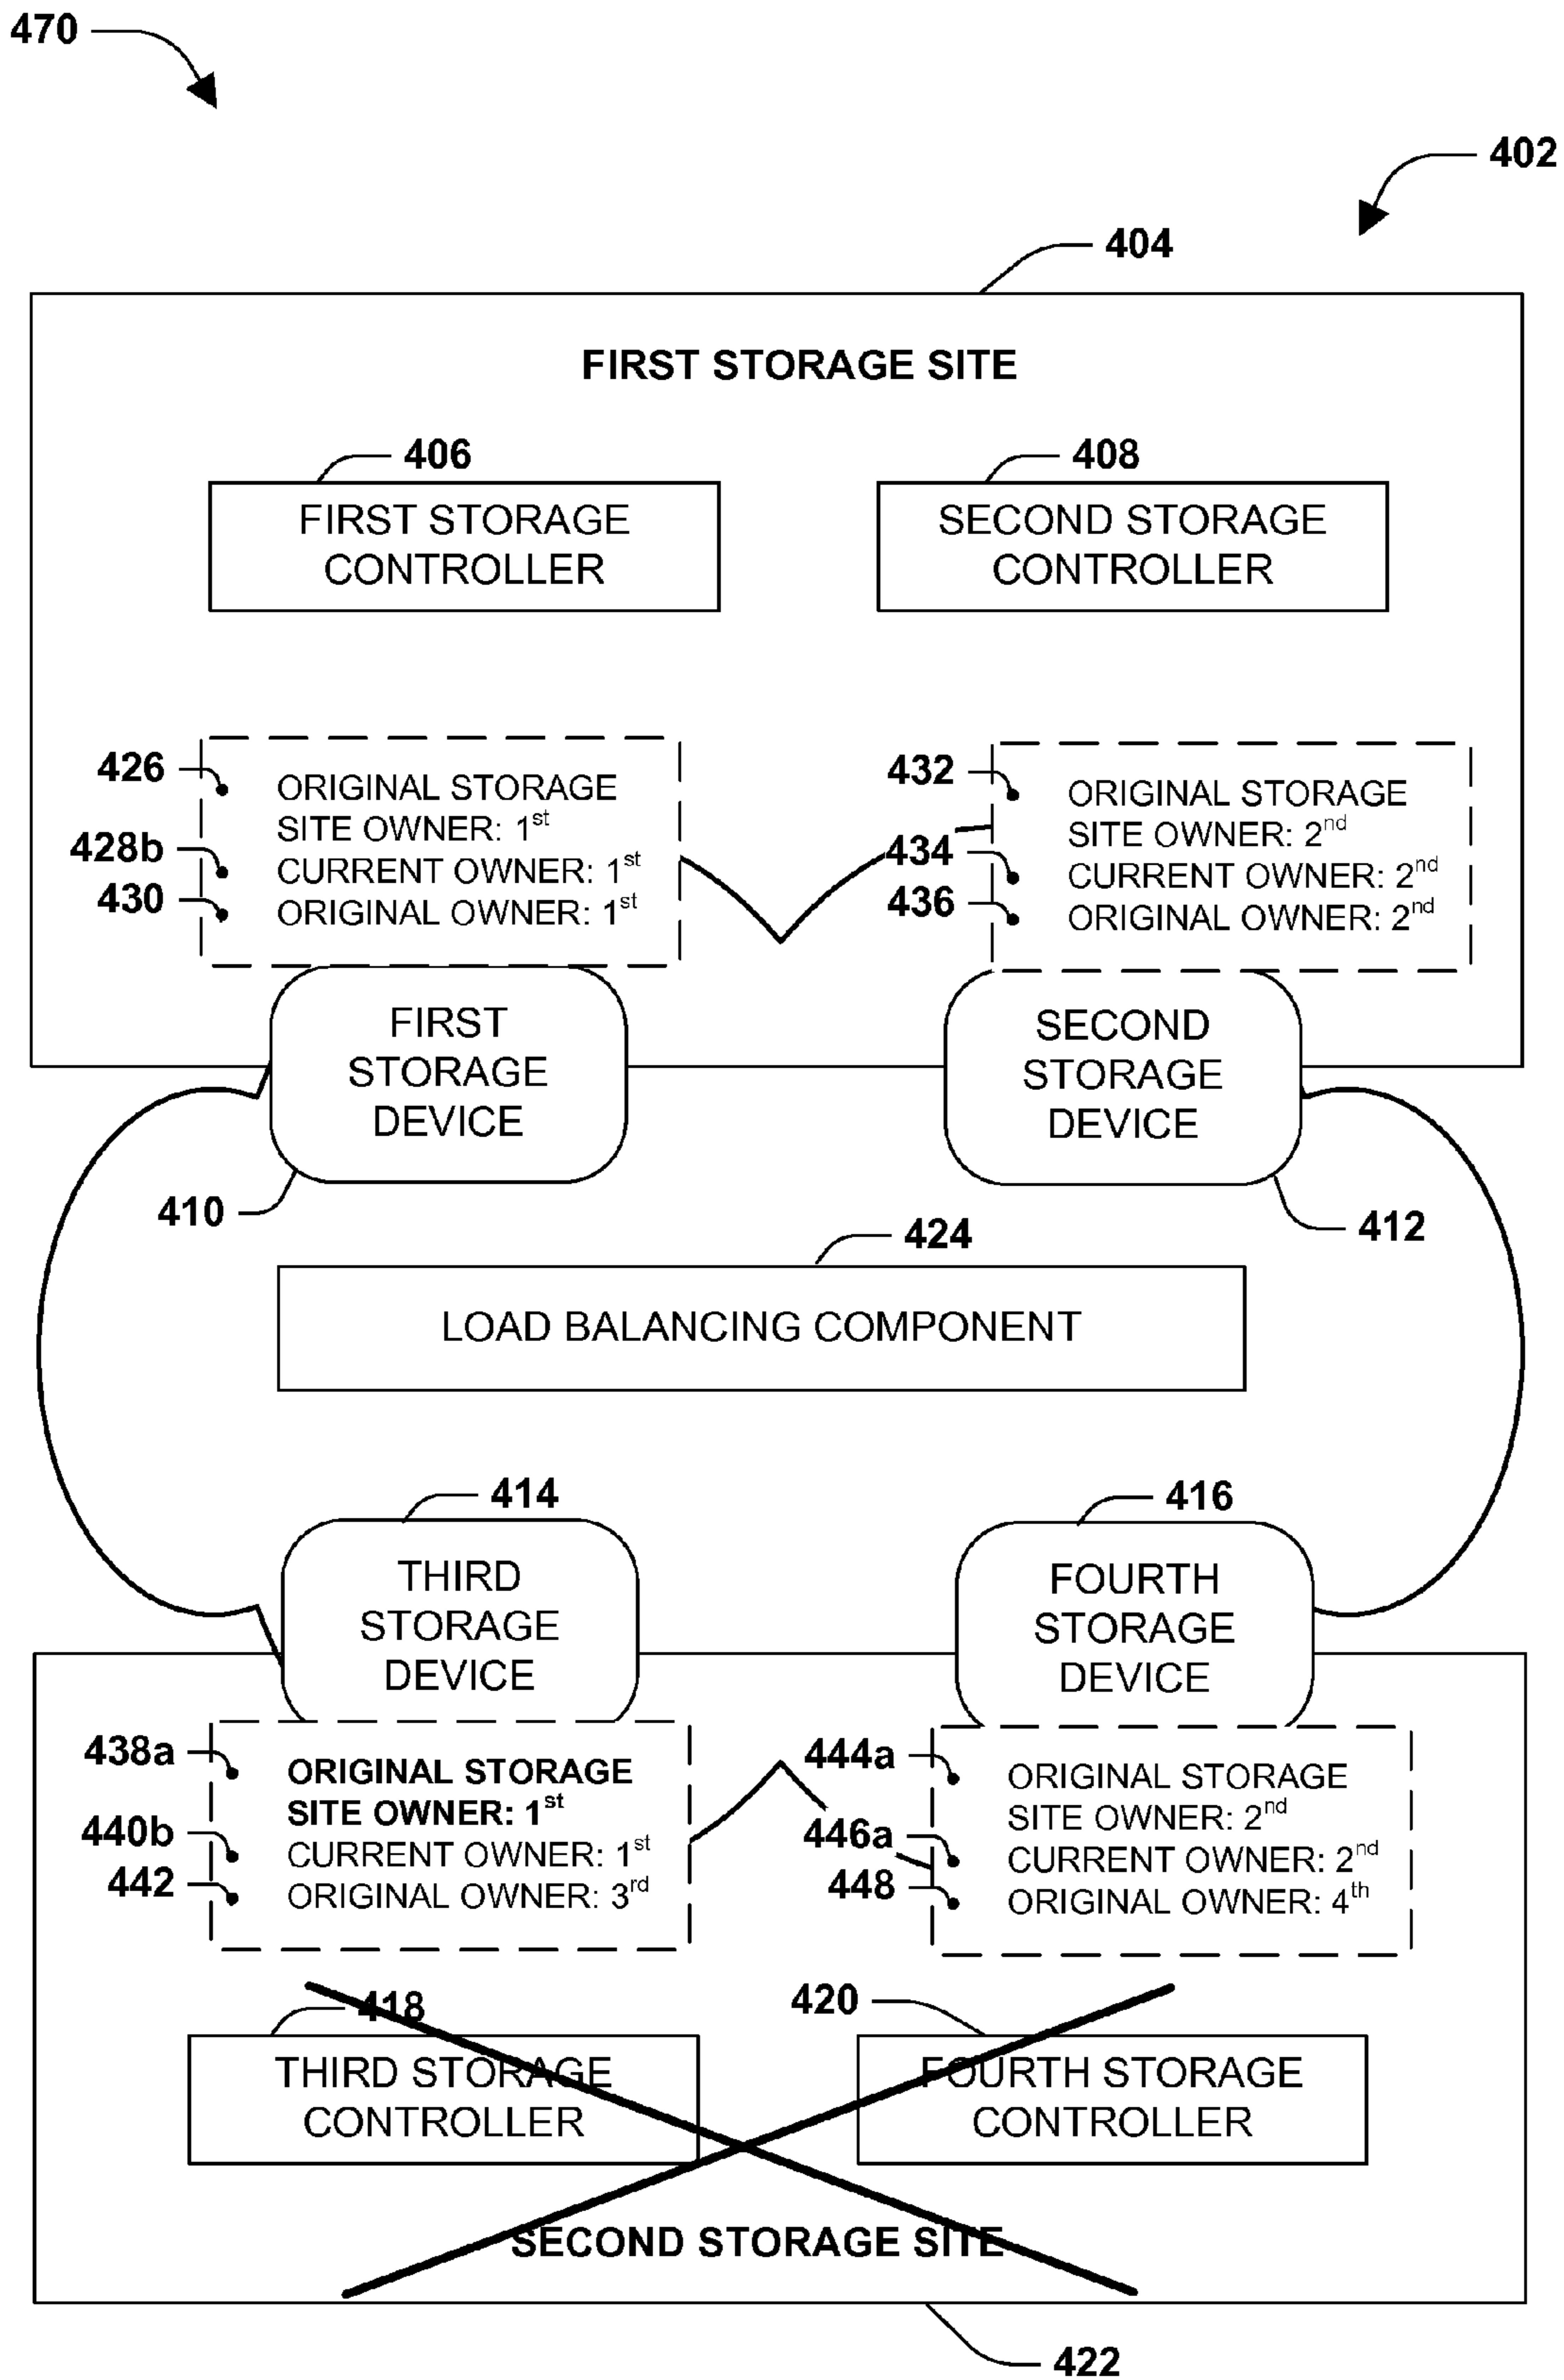 470
402
404
FIRST STORAGE SITE
406
408
FIRST STORAGE
CONTROLLER
SECOND STORAGE
CONTROLLER
426
428b
430
ORIGINAL STORAGE
SITE OWNER: 1st
CURRENT OWNER: 1st
ORIGINAL OWNER: 1st
432
434
436
ORIGINAL STORAGE
SITE OWNER: 2nd
CURRENT OWNER: 2nd
ORIGINAL OWNER: 2nd
FIRST
STORAGE
DEVICE
SECOND
STORAGE
DEVICE
410
412
424
LOAD BALANCING COMPONENT
414
416
THIRD
STORAGE
DEVICE
FOURTH
STORAGE
DEVICE
438a
440b
442
ORIGINAL STORAGE
SITE OWNER: 1st
CURRENT OWNER: 1st
ORIGINAL OWNER: 3rd
444a
446a
448
ORIGINAL STORAGE
SITE OWNER: 2nd
CURRENT OWNER: 2nd
ORIGINAL OWNER: 4th
418
420
THIRD STORAGE
CONTROLLER
FOURTH STORAGE
CONTROLLER
SECOND STORAGE SITE
422